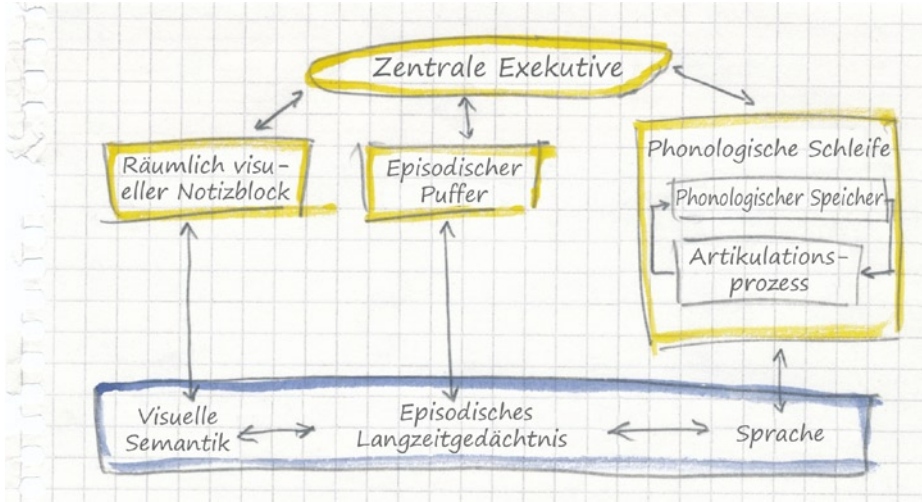 Zentrale Exekutive
Räumlich visu-
eller Notizblock
Episodischer
Puffer
Phonologische Schleife
Phonologischer Speicher
Artikulations-
prozess
Visuelle
Semantik
Episodisches
Langzeitgedächtnis
Sprache